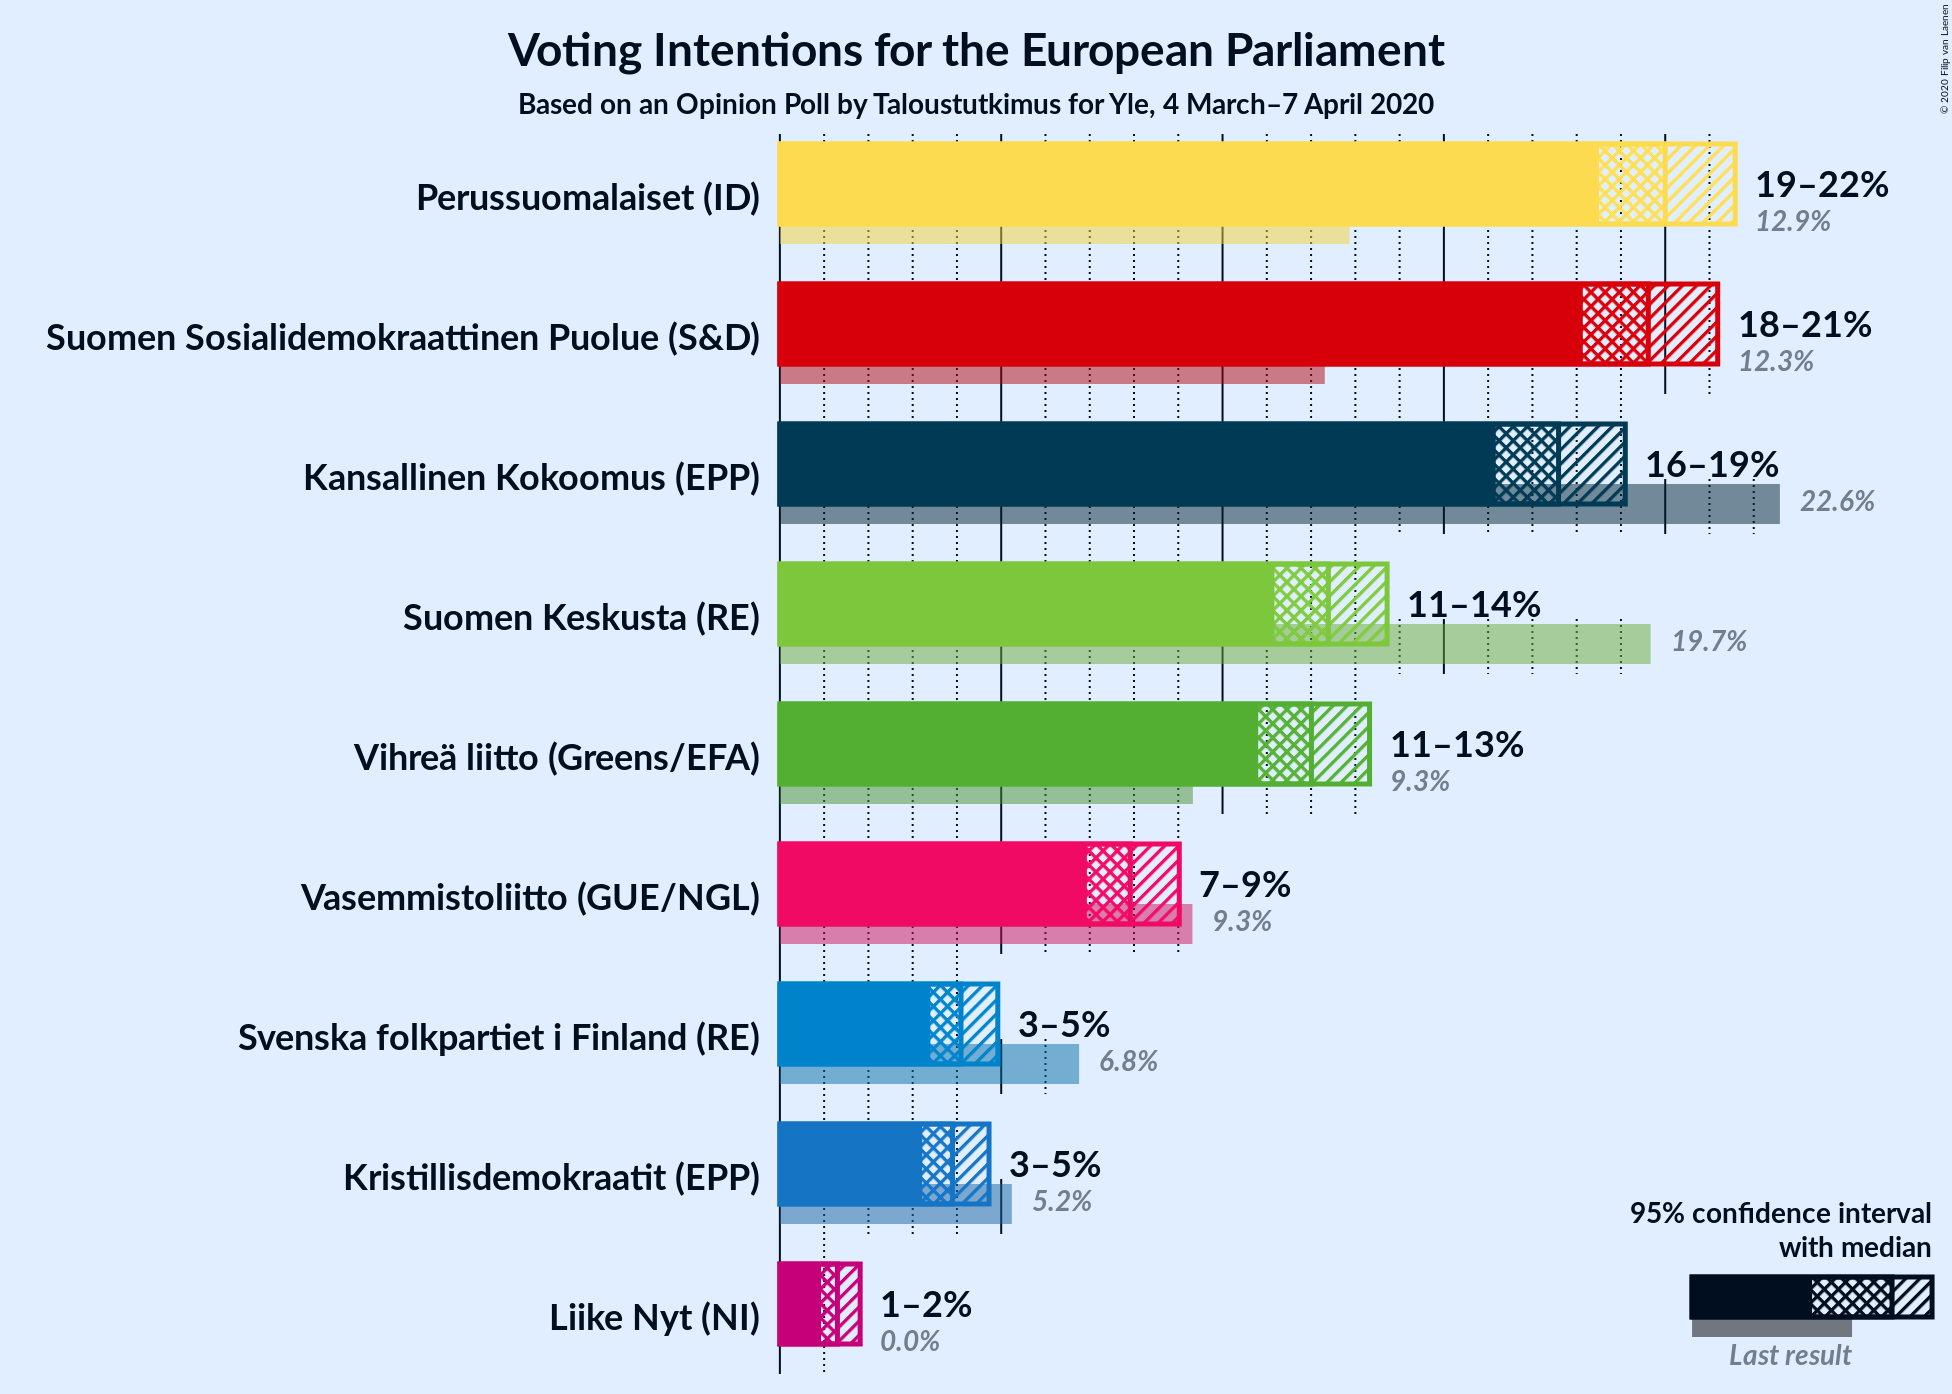 Voting Intentions for the European Parliament
Based on an Opinion Poll by Taloustutkimus for Yle, 4 March–7 April 2020
© 2020 Filip van Laenen
Perussuomalaiset (ID)
19–22%
12.9%
Suomen Sosialidemokraattinen Puolue (S&D)
18–21%
12.3%
Kansallinen Kokoomus (EPP)
16–19%
22.6%
Suomen Keskusta (RE)
11–14%
19.7%
Vihreä liitto (Greens/EFA)
11–13%
9.3%
Vasemmistoliitto (GUE/NGL)
7–9%
9.3%
Svenska folkpartiet i Finland (RE)
3–5%
6.8%
Kristillisdemokraatit (EPP)
3–5%
5.2%
Liike Nyt (NI)
1–2%
0.0%
95% confidence interval
with median
Last result